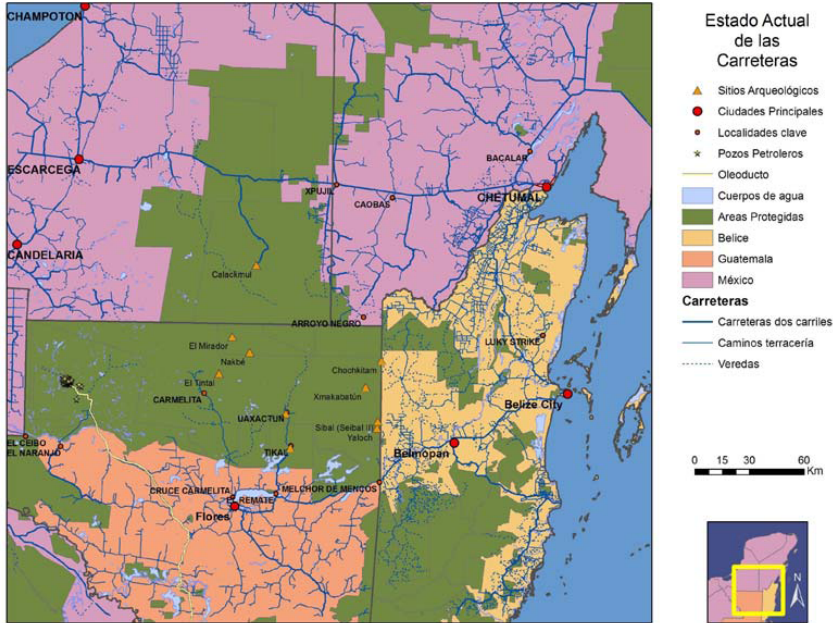 CHAMPOTON
ESCARCEGA
BACALAR
XPUJIL
CAOBAS
CHETUMAL
CANDELARIA
Calackmul
ARROYO NEGRO
El Mirador
LUKY STRIKE
Nakbé
Chochkitam
El Tintal
CARMELITA
Xmakabatún
Belize City
UAXACTUN
Sibal (Seibal II)
Yaloch
EL CEIBO
EL NARANJO
TIKAL
Belmopan
CRUCE CARMELITA
MELCHOR DE MENCOS
EL REMATE
Flores
Estado Actual
de las
Carreteras
Sitios Arqueológicos
Ciudades Principales
Localidades clave
Pozos Petroleros
Oleoducto
Cuerpos de agua
Areas Protegidas
Belice
Guatemala
México
Carreteras
Carreteras dos carriles
Caminos terracería
Veredas
0 15 30 60
Km
N